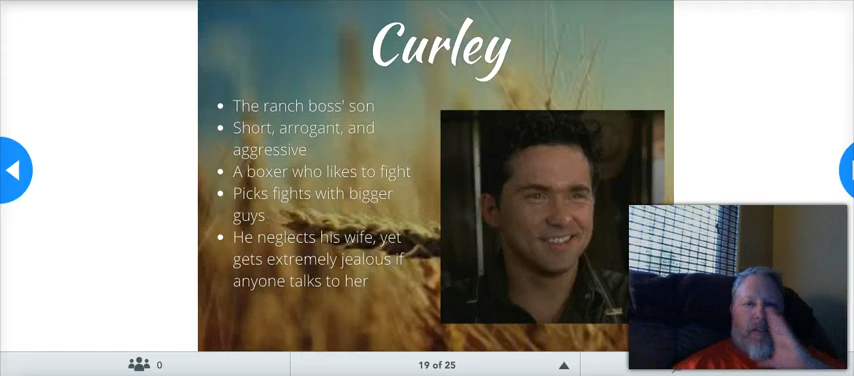 Curley
The ranch boss' son
Short, arrogant, and
aggressive
A boxer who likes to fight
Picks fights with bigger
guys
He neglects his wife, yet
gets extremely jealous if
anyone talks to her
0
19 of 25